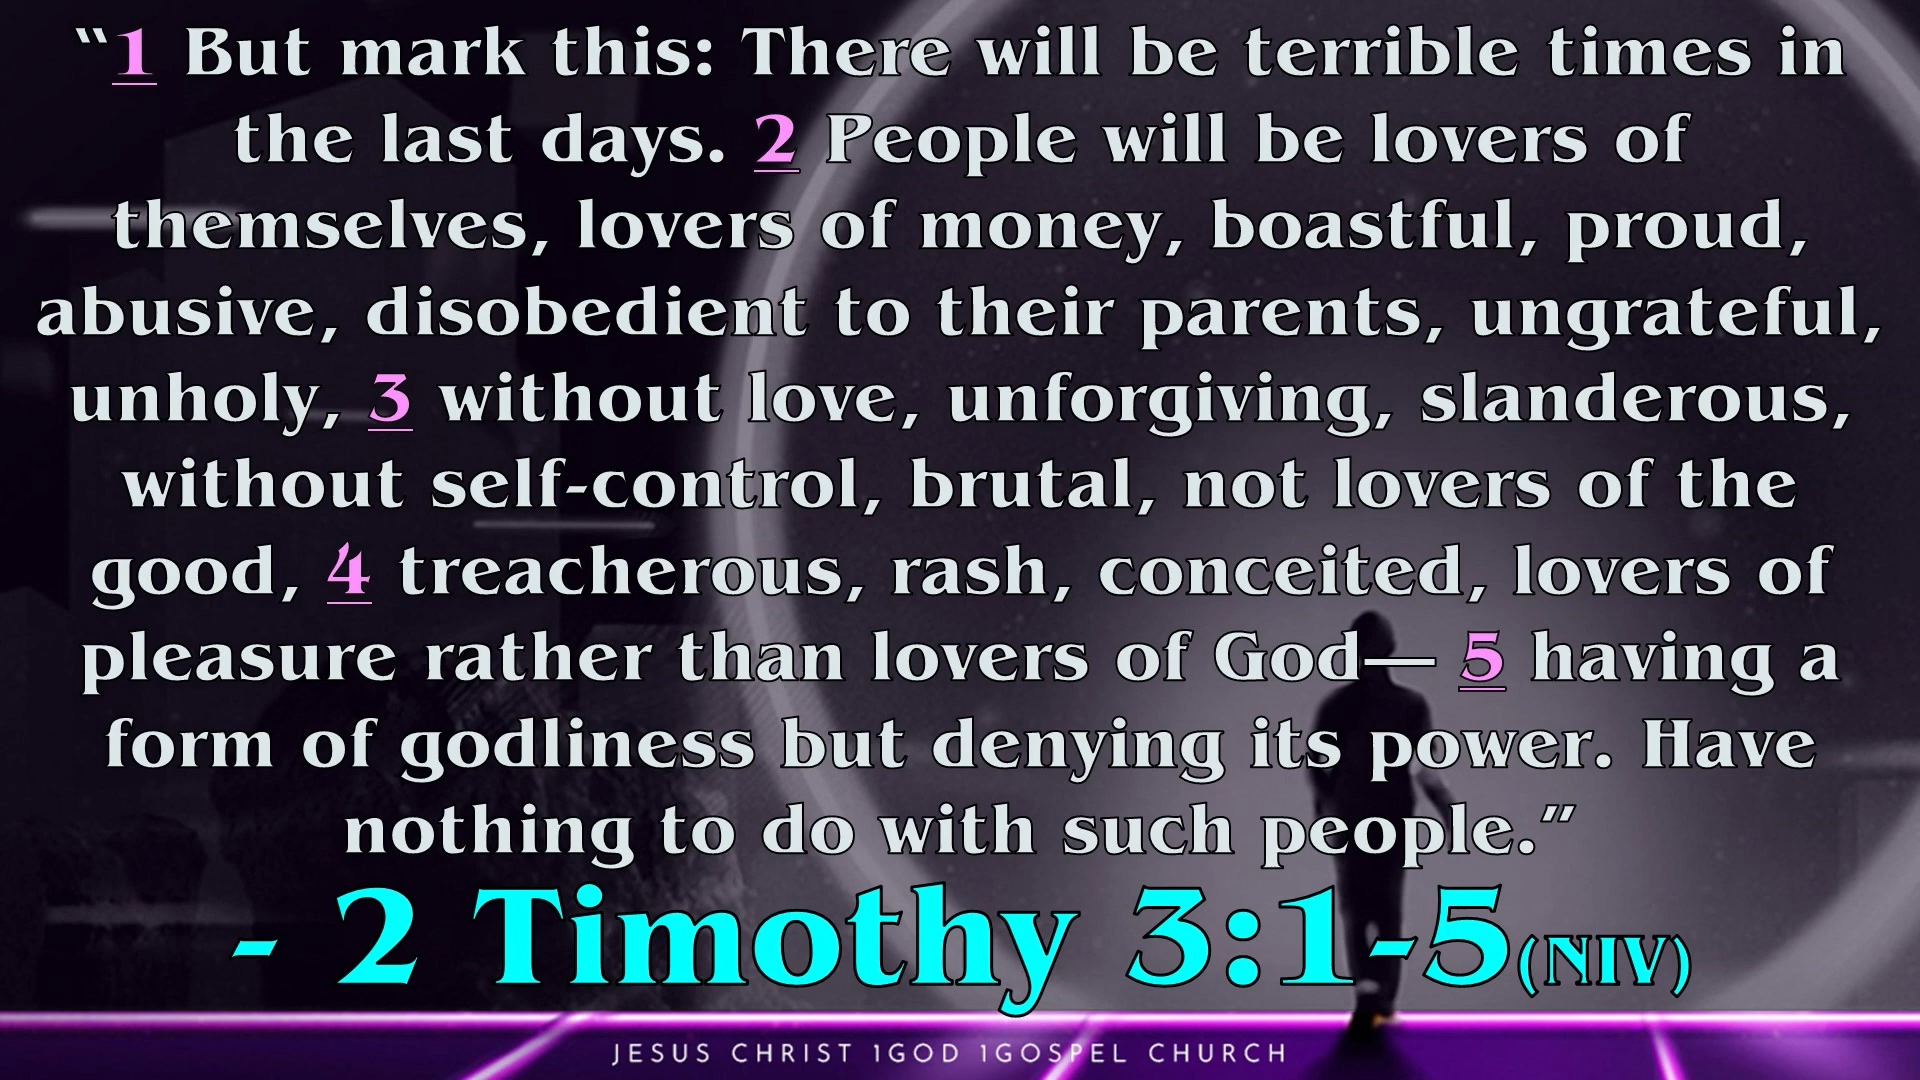 “1 But mark this: There will be terrible times in
the last days. 2 People will be lovers of
themselves, lovers of money, boastful, proud,
abusive, disobedient to their parents, ungrateful,
unholy, 3 without love, unforgiving, slanderous,
without self-control, brutal, not lovers of the
good, 4 treacherous, rash, conceited, lovers of
pleasure rather than lovers of God— 5 having a
form of godliness but denying its power. Have
nothing to do with such people.”
- 2 Timothy 3:1-5(NIV)
JESUS CHRIST 1GOD 1GOSPEL CHURCH